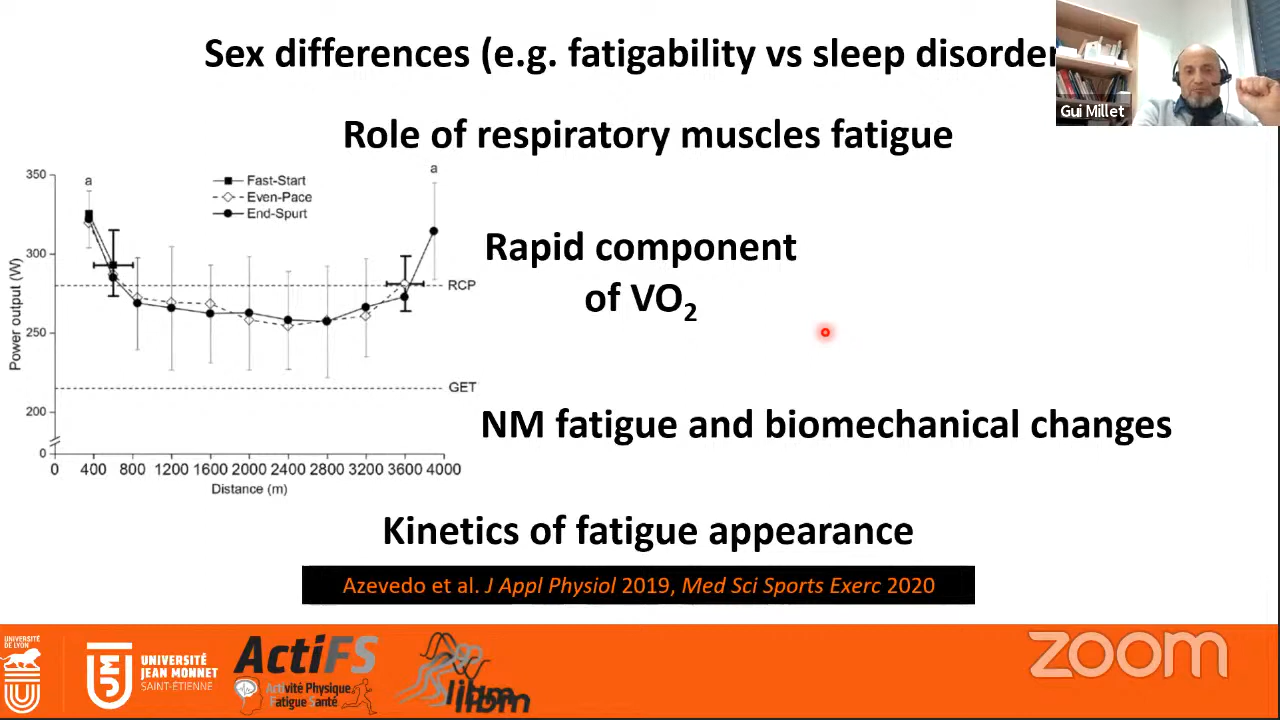 Sex differences (e.g. fatigability vs sleep disorder
Gui Millet
Role of respiratory muscles fatigue
a
a
Fast-Start
Even-Pace
End-Spurt
350
300
250
200
0
Power output (W)
RCP
GET
0 400 800 1200 1600 2000 2400 2800 3200 3600 4000
Distance (m)
Rapid component
of VO2
NM fatigue and biomechanical changes
Kinetics of fatigue appearance
Azevedo et al. J Appl Physiol 2019, Med Sci Sports Exerc 2020
UNIVERSITÉ
DE LYON
UNIVERSITÉ
JEAN MONNET
SAINT-ÉTIENNE
ActiFS
Activité Physique
Fatigue Santé
libm
zoom